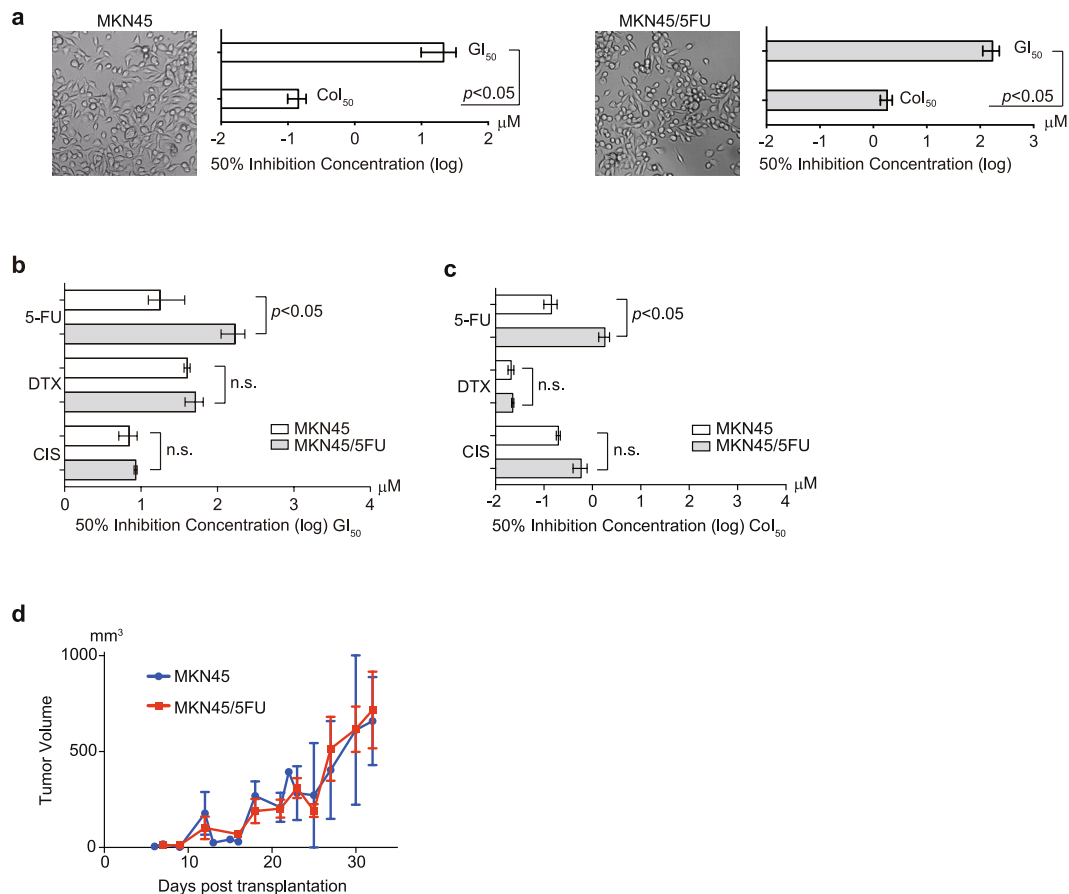 a
MKN45
GI50
CoI50
p<0.05
μM
-2 -1 0 1 2
50% Inhibition Concentration (log)
MKN45/5FU
GI50
CoI50
p<0.05
μM
-2 -1 0 1 2 3
50% Inhibition Concentration (log)
b
5-FU
p<0.05
DTX
n.s.
CIS
n.s.
MKN45
MKN45/5FU
0 1 2 3 4
μM
50% Inhibition Concentration (log) GI50
c
5-FU
p<0.05
DTX
n.s.
CIS
n.s.
MKN45
MKN45/5FU
-2 -1 0 1 2 3 4
μM
50% Inhibition Concentration (log) CoI50
d
mm³
1000
500
0
Tumor Volume
MKN45
MKN45/5FU
0 10 20 30
Days post transplantation